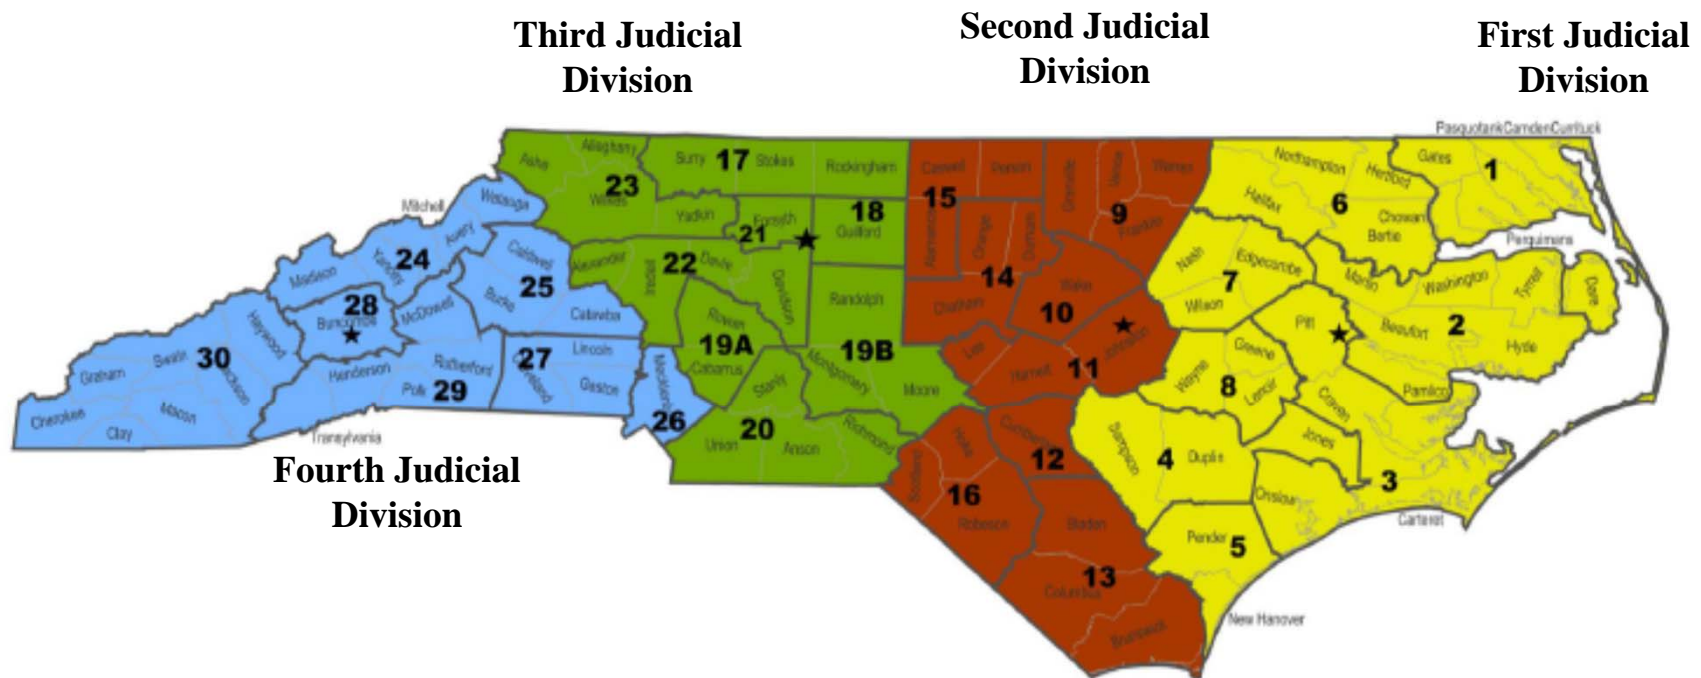 Third Judicial
Division
Second Judicial
Division
First Judicial
Division
Pasquotank Camden Currituck
Ashe
Alleghany
Surry
17
Stokes
Rockingham
Caswell
Person
Granville
Vance
Warren
Northampton
Hertford
Gates
1
23
Wilkes
Yadkin
Forsyth
21
18
Guilford
15
Alamance
Orange
Durham
9
Franklin
Halifax
6
Chowan
Bertie
Perquimans
Mitchell
Watauga
Avery
24
Yancey
Madison
Caldwell
25
Burke
Catawba
Alexander
Iredell
22
Davie
Davidson
Randolph
14
Chatham
Wake
10
Nash
Edgecombe
7
Wilson
Martin
Washington
Tyrrell
Dare
28
Buncombe
McDowell
Haywood
Swain
30
Jackson
Graham
Cherokee
Clay
Macon
Henderson
Polk
29
Rutherford
Transylvania
27
Lincoln
Cleveland
Gaston
26
Rowan
19A
Cabarrus
Stanly
19B
Montgomery
Moore
Lee
Harnett
11
Johnston
Pitt
Beaufort
2
Hyde
Greene
Wayne
8
Lenoir
Craven
Pamlico
Union
20
Anson
Richmond
Scotland
Hoke
16
Robeson
Cumberland
12
Sampson
4
Duplin
Jones
Onslow
3
Carteret
Bladen
13
Columbus
Brunswick
Pender
5
New Hanover
Fourth Judicial
Division